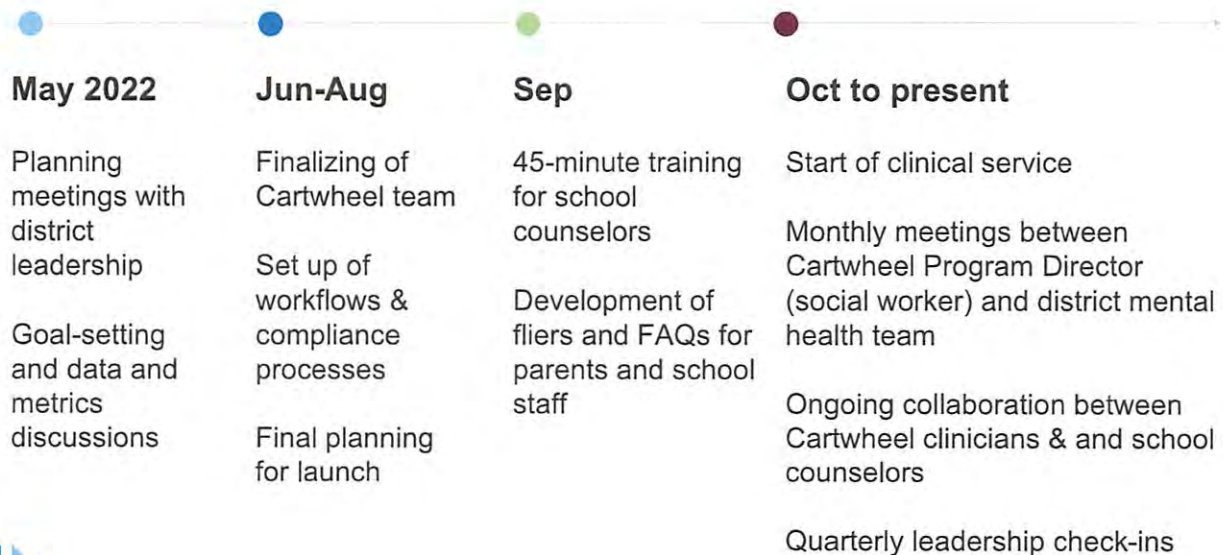 May 2022
Planning
meetings with
district
leadership
Goal-setting
and data and
metrics
discussions
Jun-Aug
Finalizing of
Cartwheel team
Set up of
workflows &
compliance
processes
Final planning
for launch
Sep
45-minute training
for school
counselors
Development of
fliers and FAQs for
parents and school
staff
Oct to present
Start of clinical service
Monthly meetings between
Cartwheel Program Director
(social worker) and district mental
health team
Ongoing collaboration between
Cartwheel clinicians & and school
counselors
Quarterly leadership check-ins